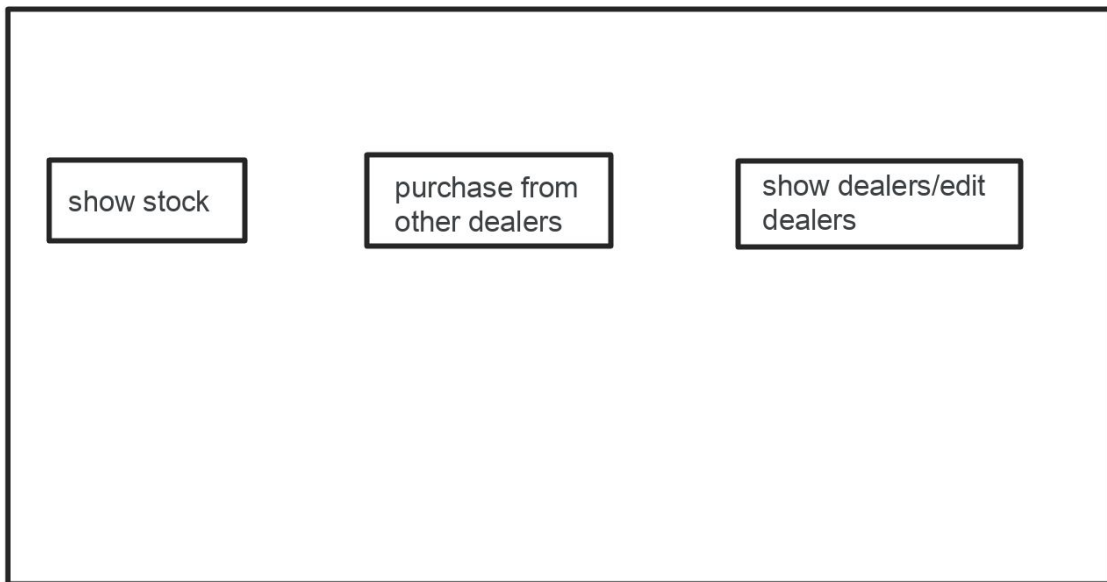 show stock
purchase from
other dealers
show dealers/edit
dealers